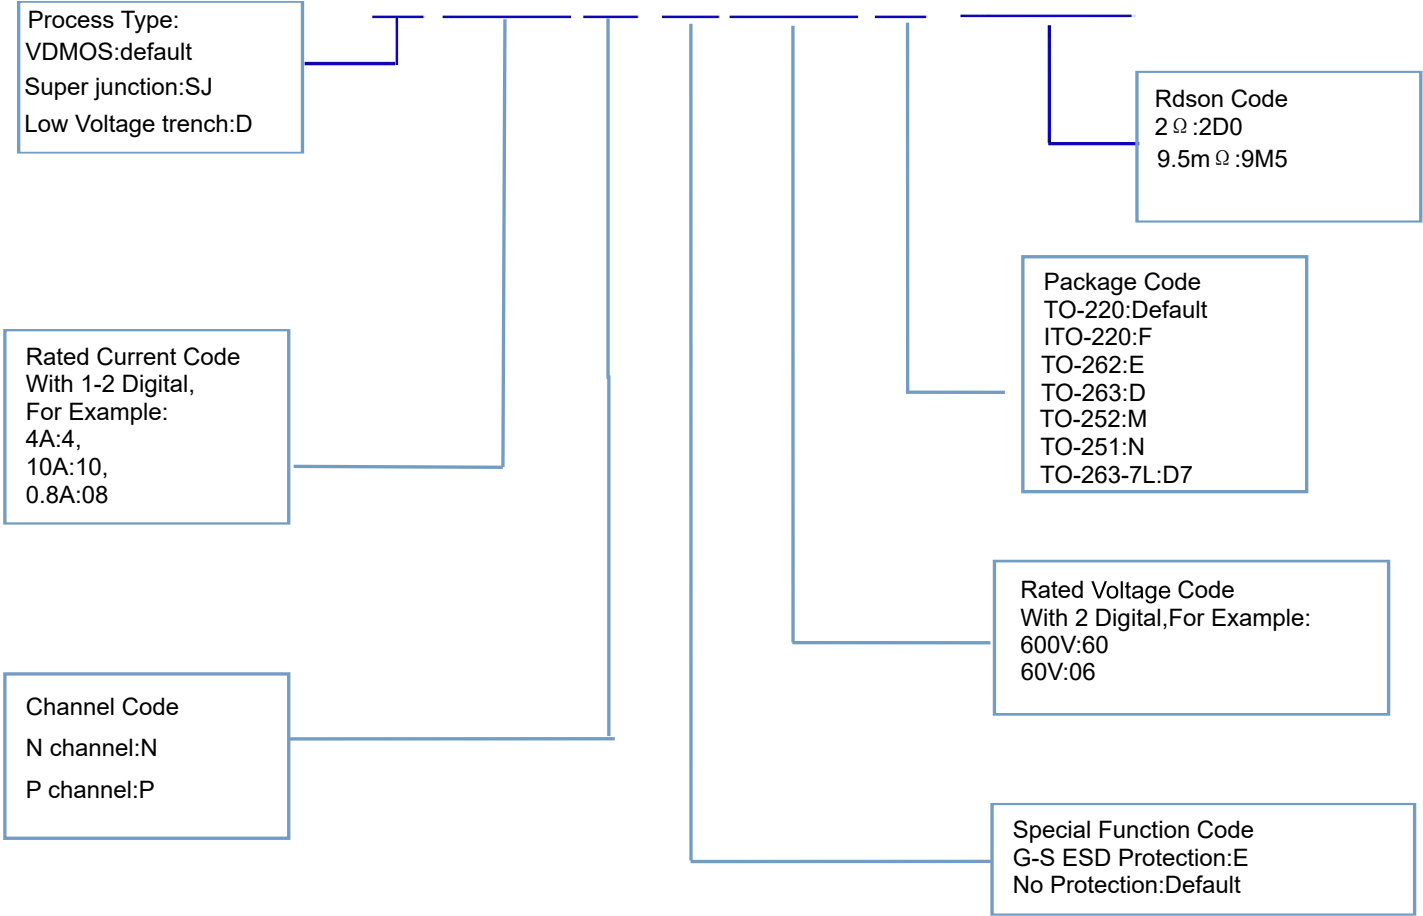 Process Type:
VDMOS:default
Super junction:SJ
Low Voltage trench:D
Rdson Code
2Ω:2D0
9.5mΩ:9M5
Package Code
TO-220:Default
ITO-220:F
TO-262:E
TO-263:D
TO-252:M
TO-251:N
TO-263-7L:D7
Rated Current Code
With 1-2 Digital,
For Example:
4A:4,
10A:10,
0.8A:08
Rated Voltage Code
With 2 Digital,For Example:
600V:60
60V:06
Channel Code
N channel:N
P channel:P
Special Function Code
G-S ESD Protection:E
No Protection:Default